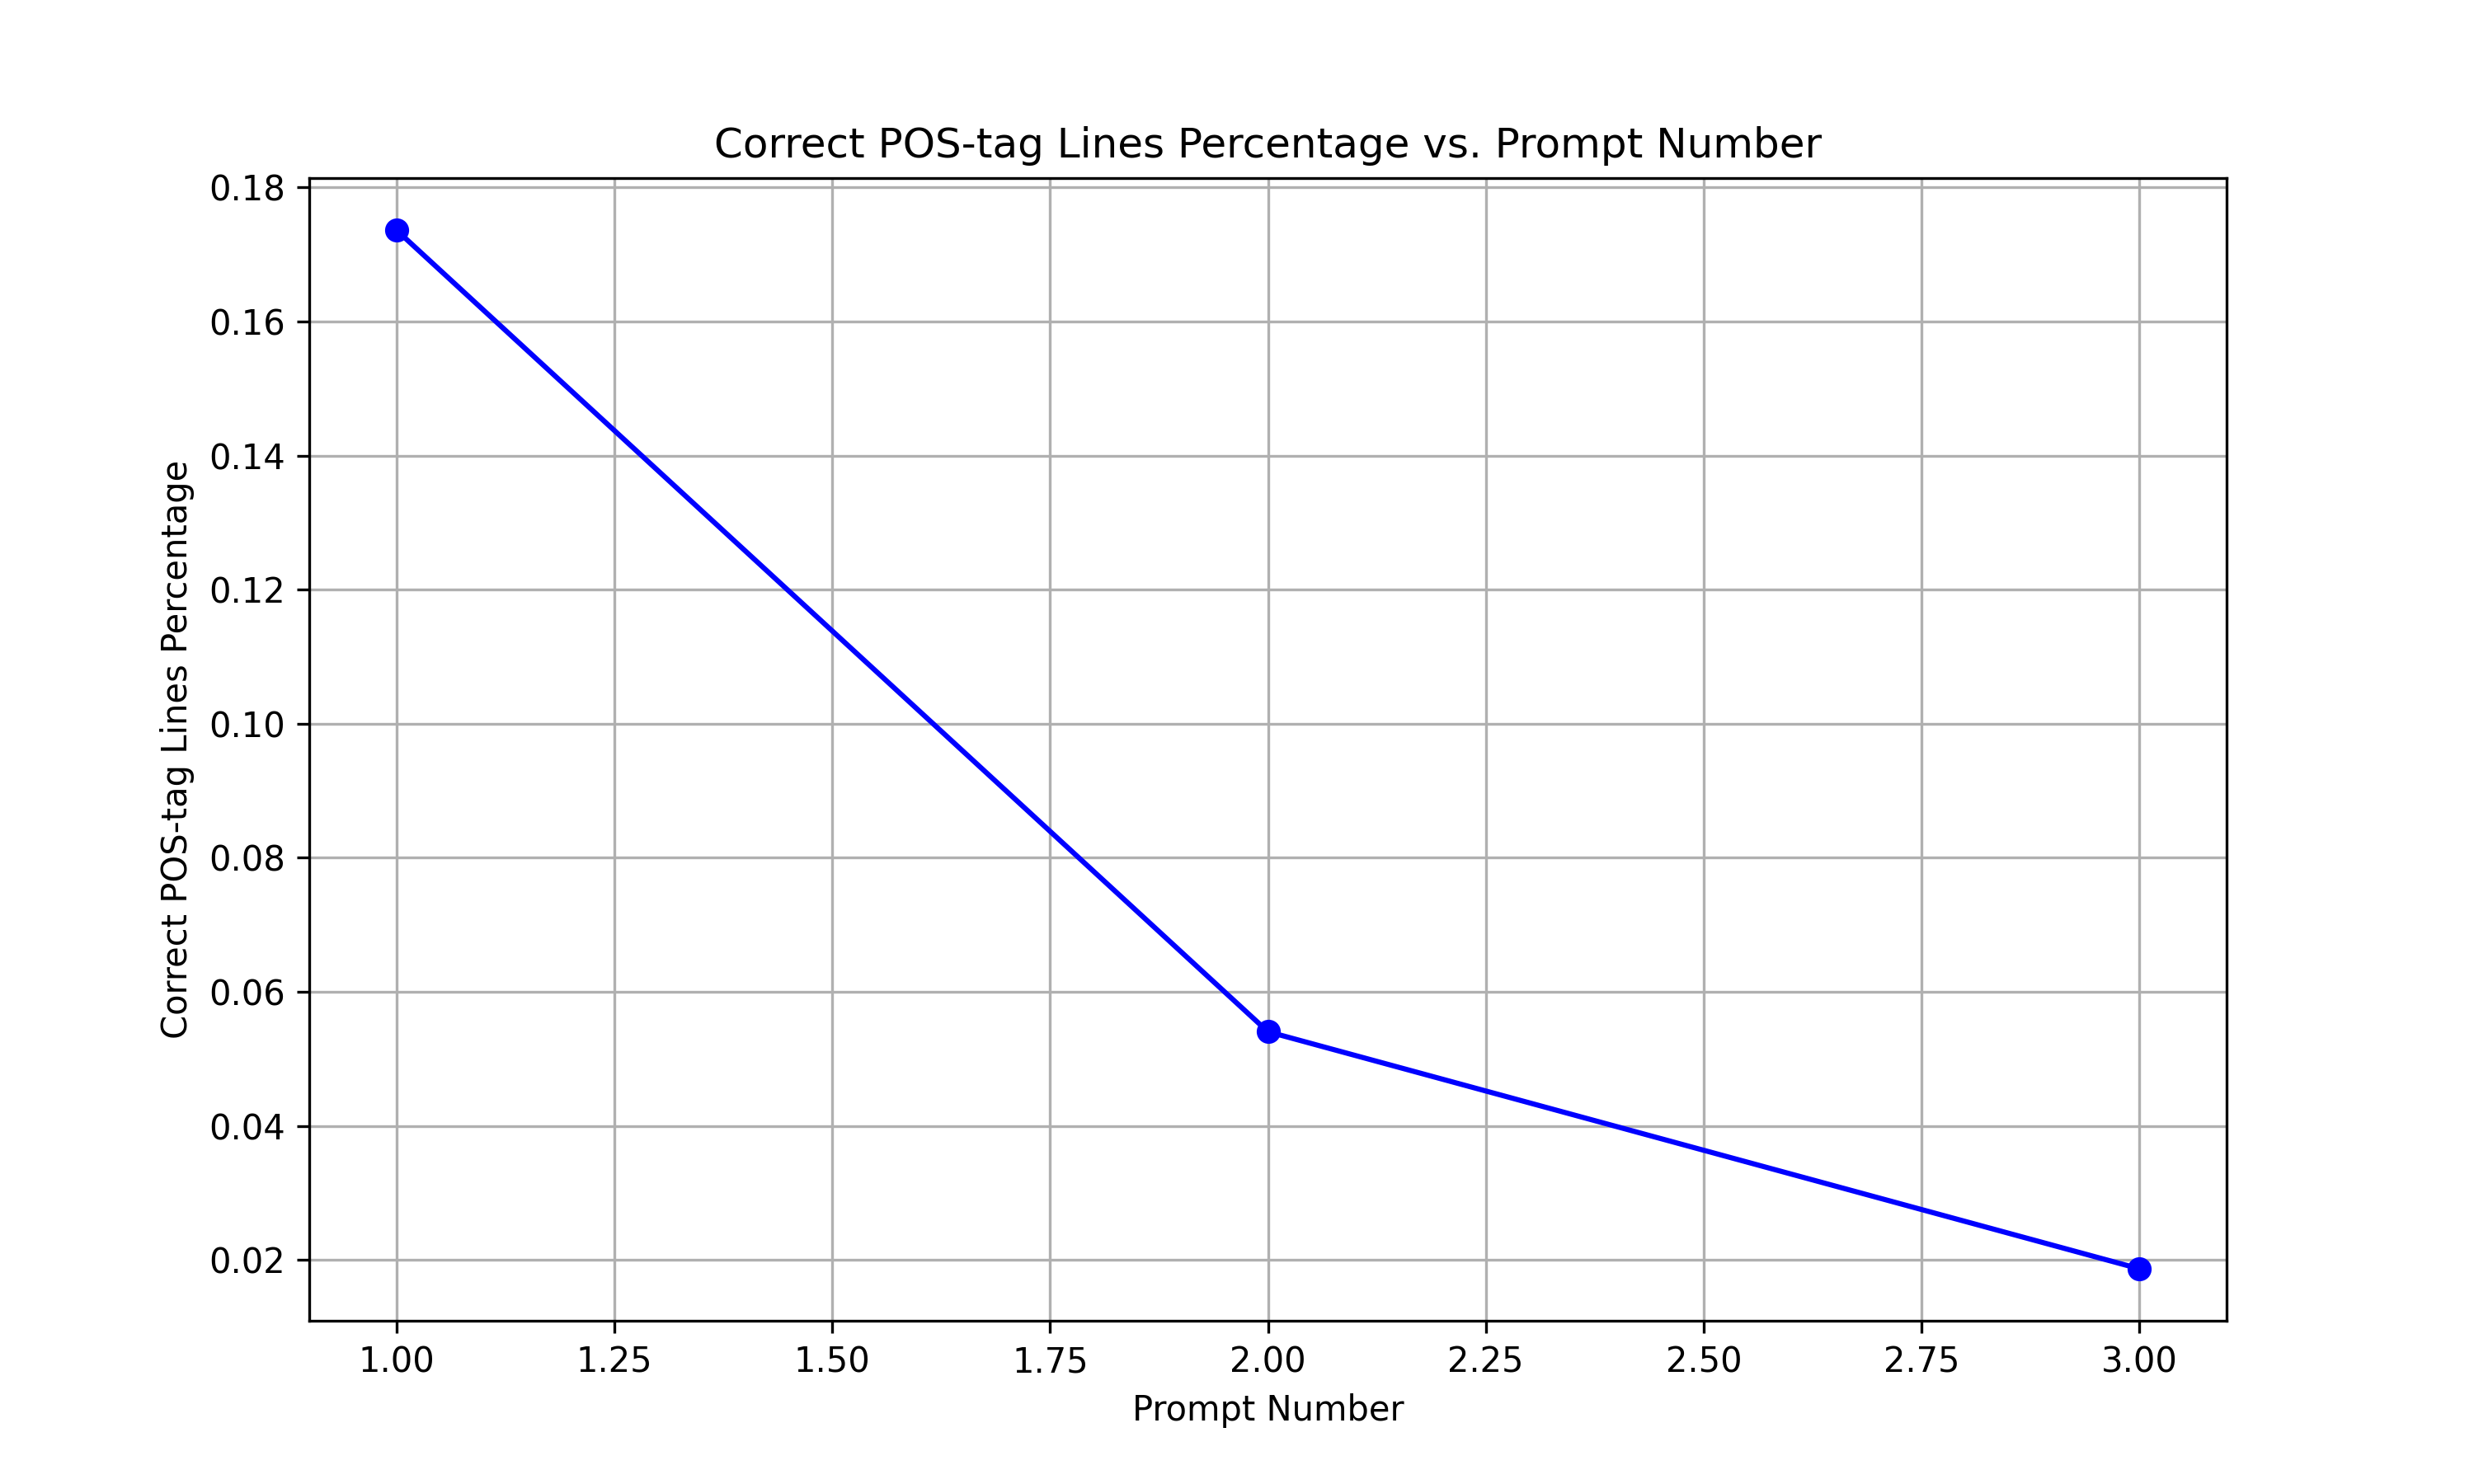 Correct POS-tag Lines Percentage vs. Prompt Number
Correct POS-tag Lines Percentage
0.18
0.16
0.14
0.12
0.10
0.08
0.06
0.04
0.02
1.00 1.25 1.50 1.75 2.00 2.25 2.50 2.75 3.00
Prompt Number